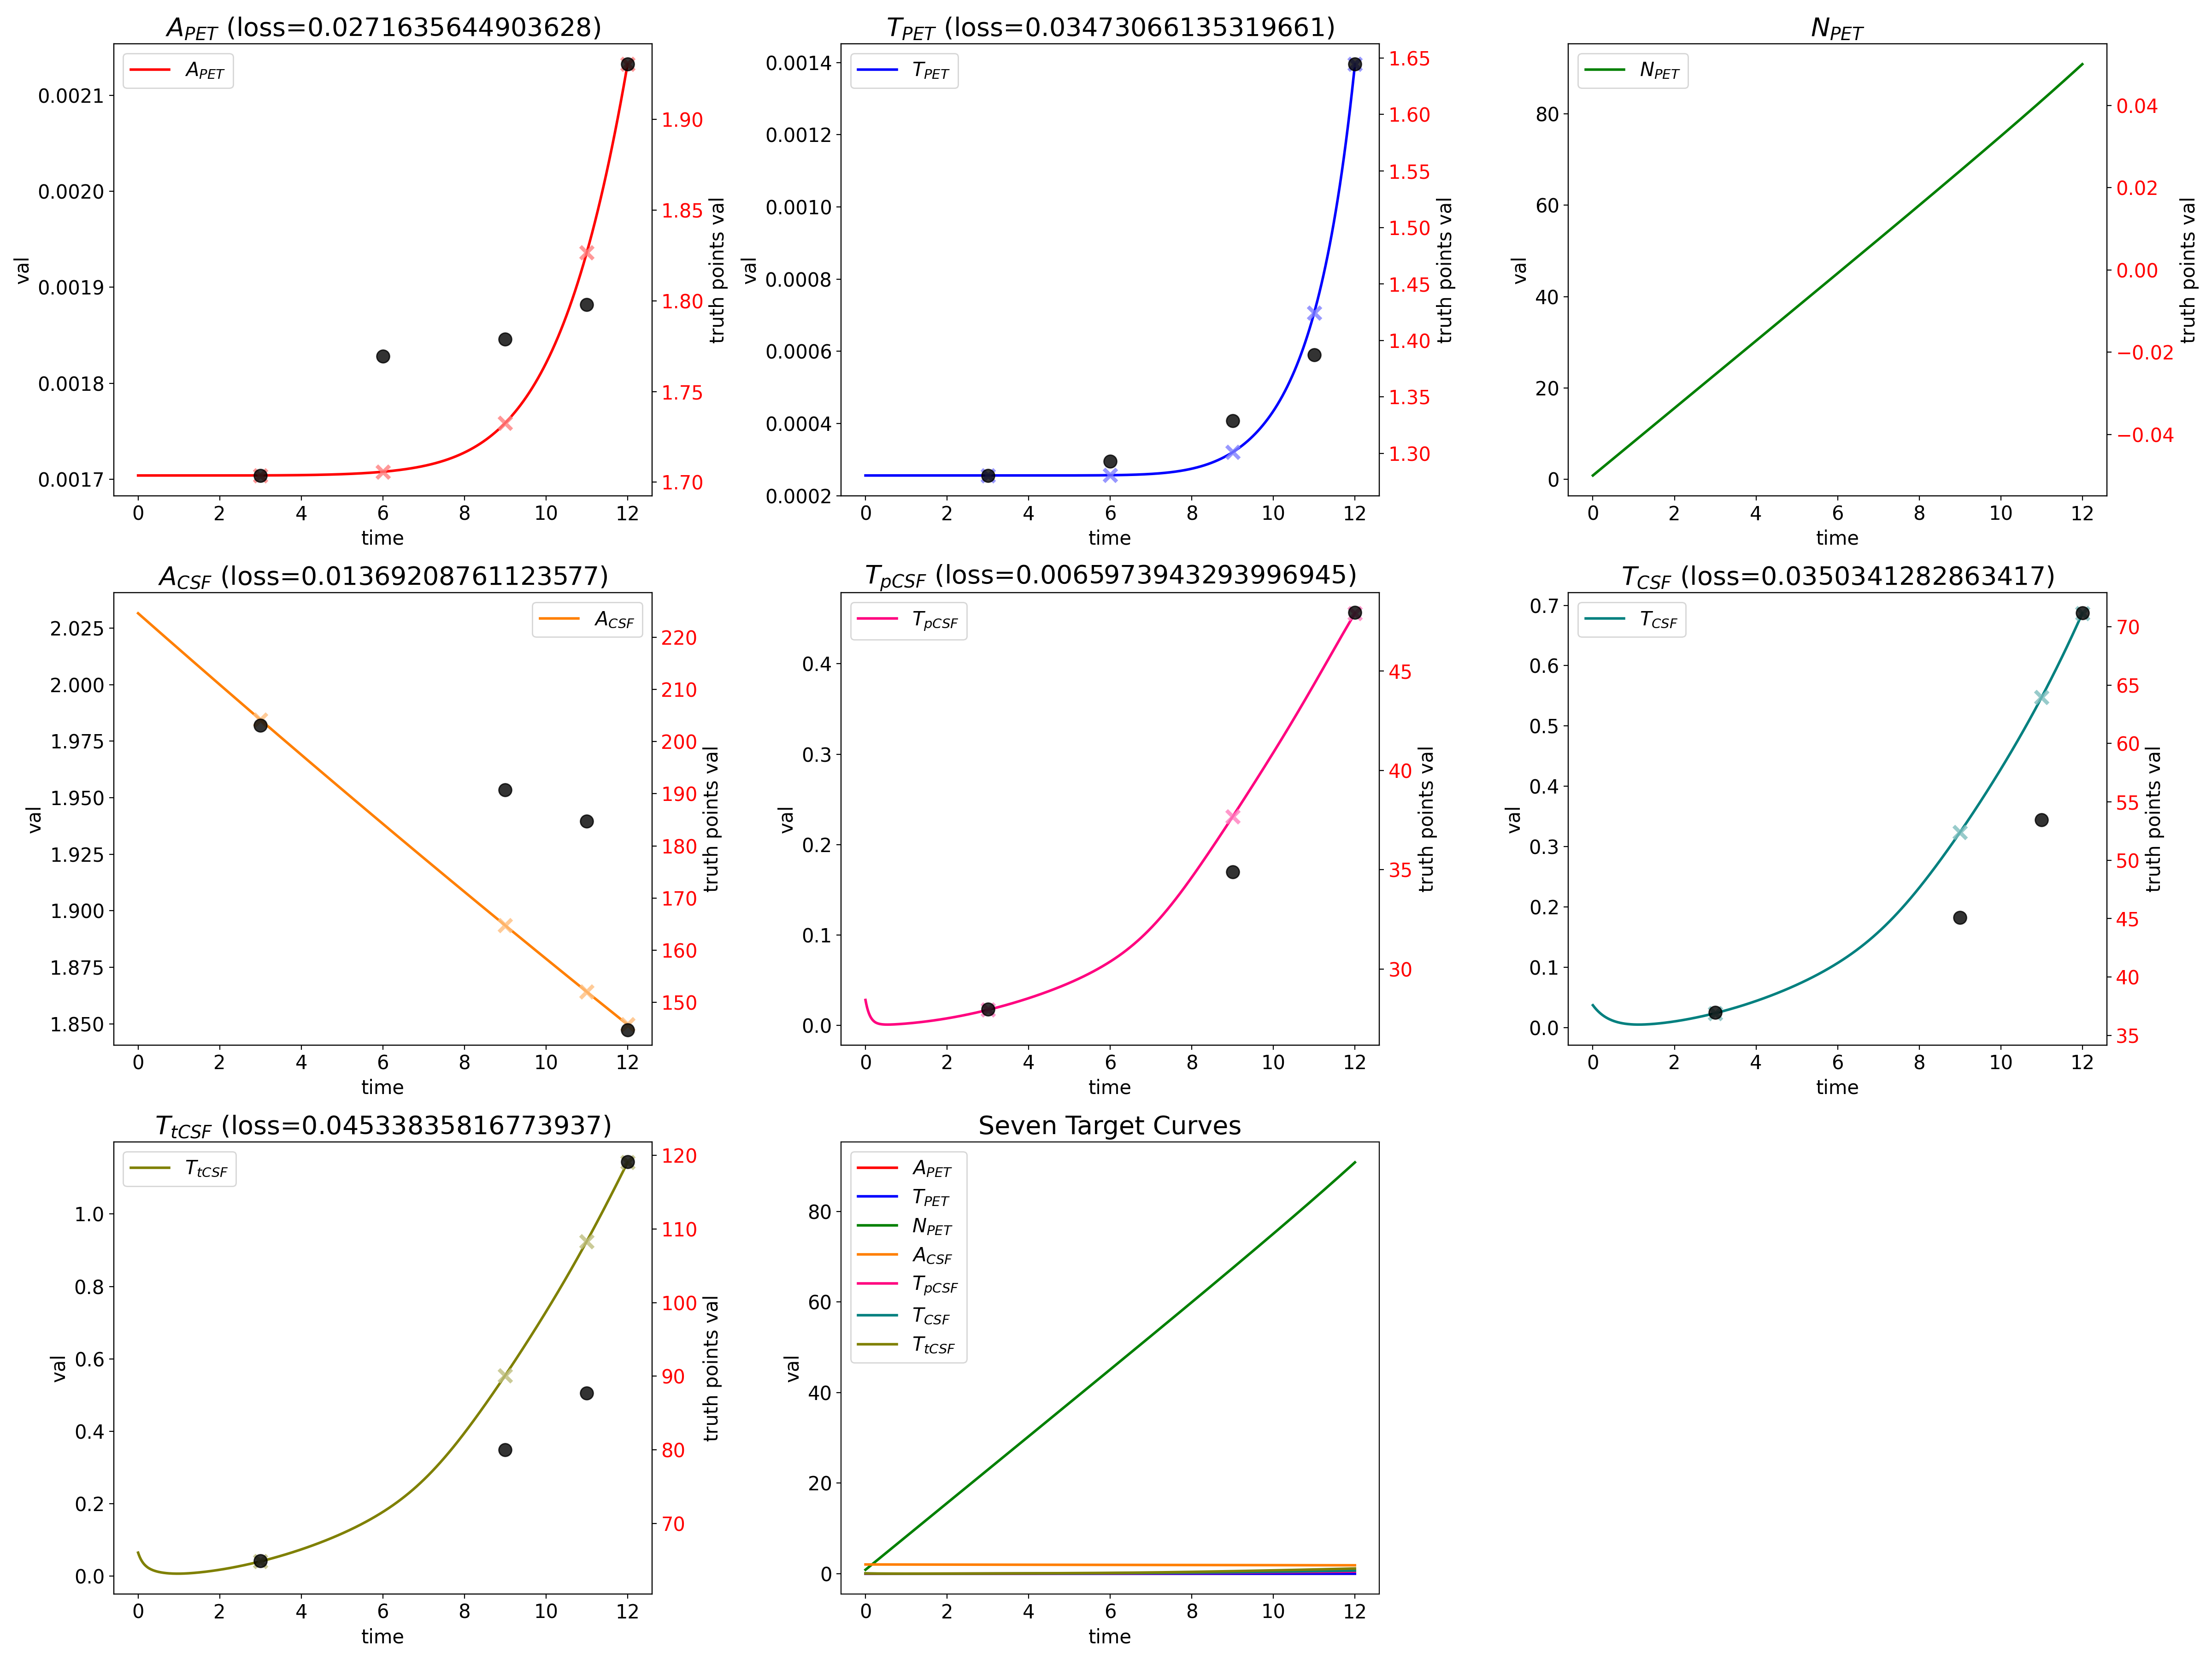 A_PET (loss=0.0271635644903628)
A_PET
val
0.0021
0.0020
0.0019
0.0018
0.0017
1.90
1.85
1.80
1.75
1.70
truth points val
0 2 4 6 8 10 12
time
T_PET (loss=0.03473066135319661)
T_PET
val
0.0014
0.0012
0.0010
0.0008
0.0006
0.0004
0.0002
1.65
1.60
1.55
1.50
1.45
1.40
1.35
1.30
truth points val
0 2 4 6 8 10 12
time
N_PET
N_PET
val
80
60
40
20
0
0.04
0.02
0.00
−0.02
−0.04
truth points val
0 2 4 6 8 10 12
time
A_CSF (loss=0.01369208761123577)
A_CSF
val
2.025
2.000
1.975
1.950
1.925
1.900
1.875
1.850
220
210
200
190
180
170
160
150
truth points val
0 2 4 6 8 10 12
time
T_pCSF (loss=0.0065973943293996945)
T_pCSF
val
0.4
0.3
0.2
0.1
0.0
45
40
35
30
truth points val
0 2 4 6 8 10 12
time
T_CSF (loss=0.0350341282863417)
T_CSF
val
0.7
0.6
0.5
0.4
0.3
0.2
0.1
0.0
70
65
60
55
50
45
40
35
truth points val
0 2 4 6 8 10 12
time
T_tCSF (loss=0.04533835816773937)
T_tCSF
val
1.0
0.8
0.6
0.4
0.2
0.0
120
110
100
90
80
70
truth points val
0 2 4 6 8 10 12
time
Seven Target Curves
A_PET
T_PET
N_PET
A_CSF
T_pCSF
T_CSF
T_tCSF
val
80
60
40
20
0
0 2 4 6 8 10 12
time